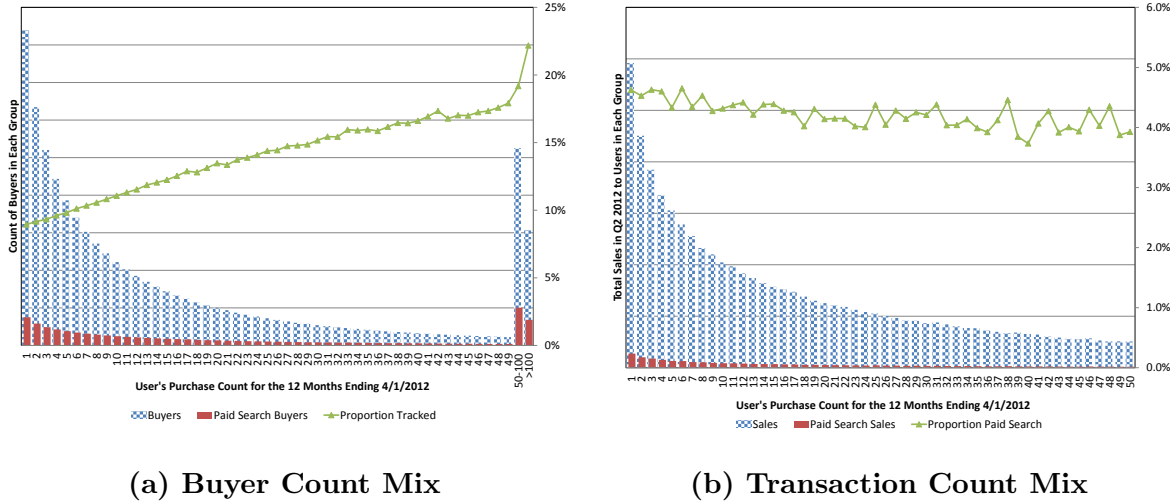 25%
20%
15%
10%
5%
0%
Count of Buyers in Each Group
1 2 3 4 5 6 7 8 9 10 11 12 13 14 15 16 17 18 19 20 21 22 23 24 25 26 27 28 29 30 31 32 33 34 35 36 37 38 39 40 41 42 43 44 45 46 47 48 49 50-100 >100
User's Purchase Count for the 12 Months Ending 4/1/2012
Buyers Paid Search Buyers Proportion Tracked
(a) Buyer Count Mix
6.0%
5.0%
4.0%
3.0%
2.0%
1.0%
0.0%
Total Sales in Q2 2012 to Users in Each Group
1 2 3 4 5 6 7 8 9 10 11 12 13 14 15 16 17 18 19 20 21 22 23 24 25 26 27 28 29 30 31 32 33 34 35 36 37 38 39 40 41 42 43 44 45 46 47 48 49 50
User's Purchase Count for the 12 Months Ending 4/1/2012
Sales Paid Search Sales Proportion Paid Search
(b) Transaction Count Mix